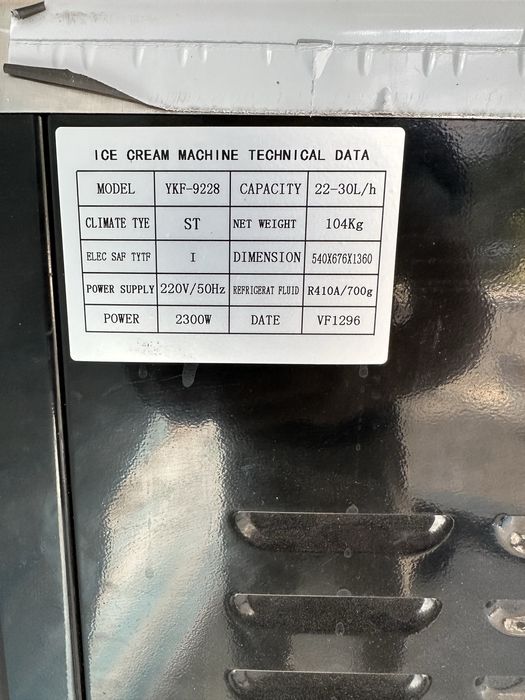 ICE CREAM MACHINE TECHNICAL DATA
MODEL YKF-9228 CAPACITY 22-30L/h
CLIMATE TYE ST NET WEIGHT 104Kg
ELEC SAF TYTF I DIMENSION 540X676X1360
POWER SUPPLY 220V/50Hz REFRIGERAT FLUID R410A/700g
POWER 2300W DATE VF1296